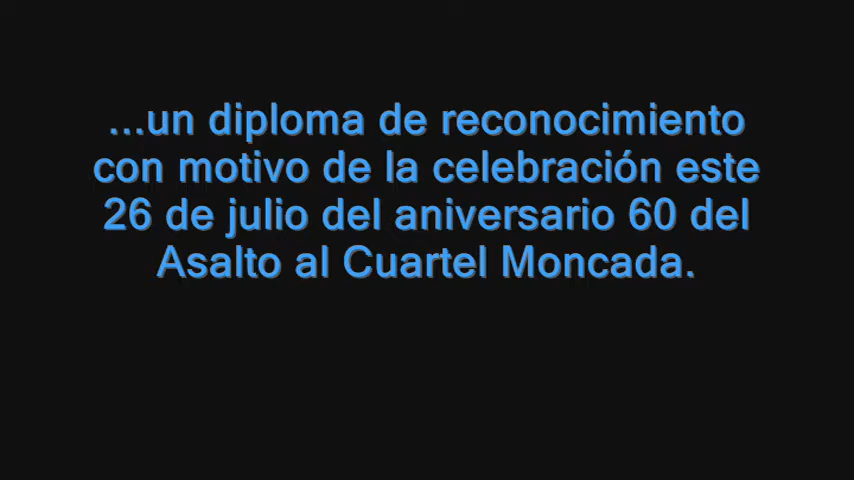 ...un diploma de reconocimiento
con motivo de la celebración este
26 de julio del aniversario 60 del
Asalto al Cuartel Moncada.